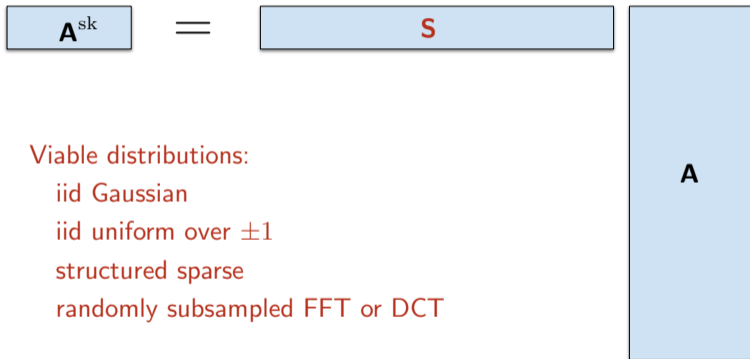 A^sk = S
A
Viable distributions:
iid Gaussian
iid uniform over ±1
structured sparse
randomly subsampled FFT or DCT